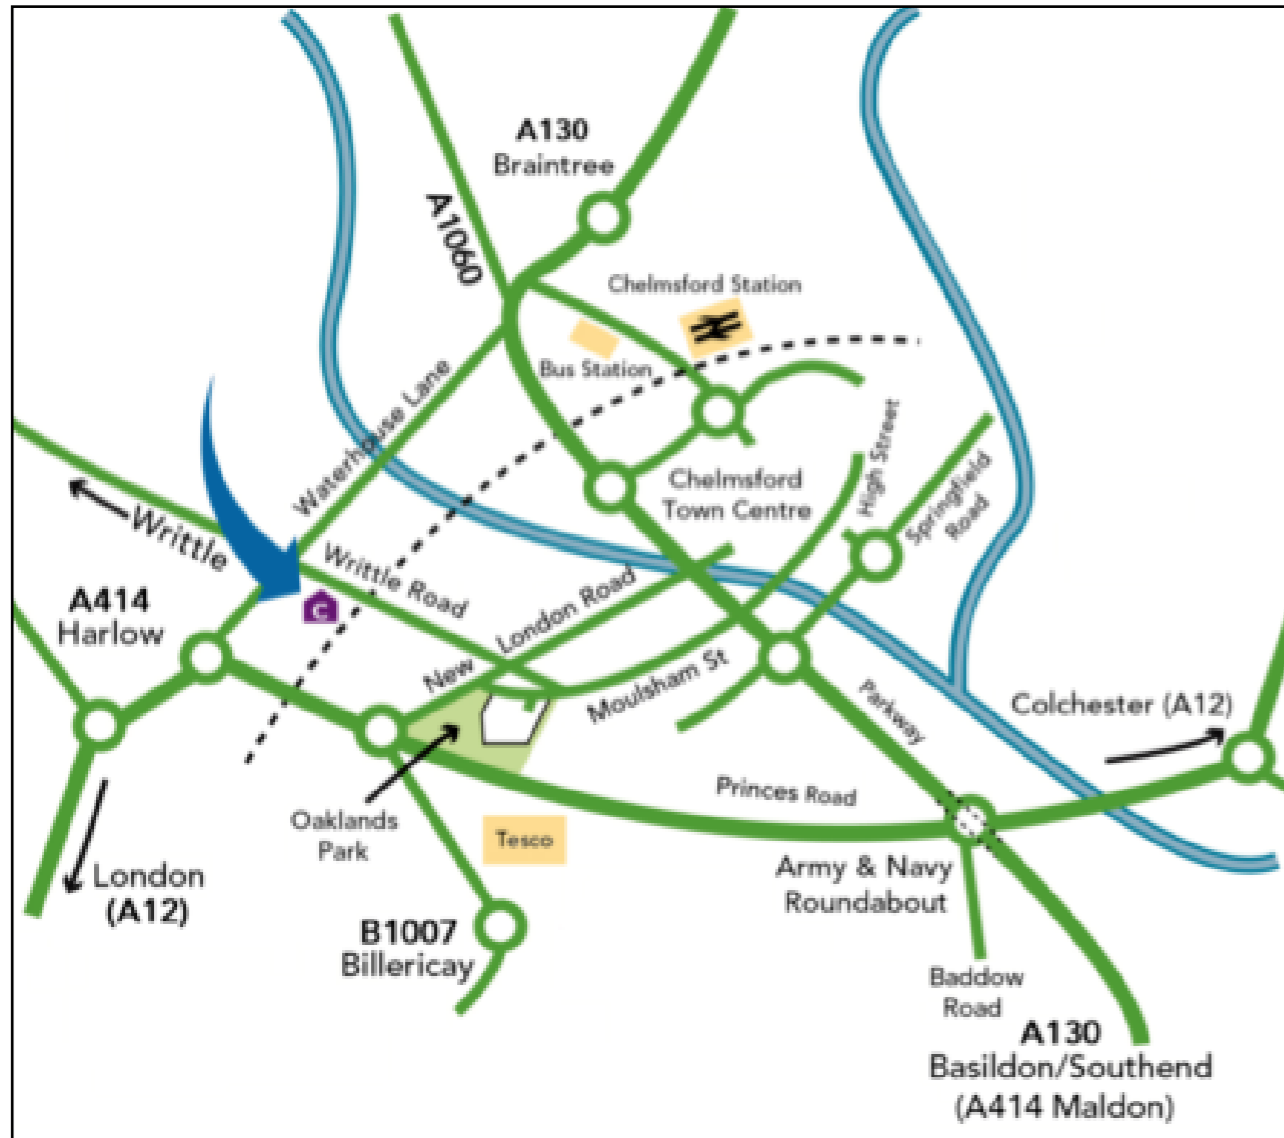 A130
Braintree
A1060
Chelmsford Station
Bus Station
Waterhouse Lane
High Street
Chelmsford
Town Centre
Springfield
Road
Writtle
Writtle Road
A414
Harlow
C
New London Road
Moulsham St
Parkway
Colchester (A12)
Princes Road
Oaklands
Park
Tesco
London
(A12)
Army & Navy
Roundabout
B1007
Billericay
Baddow
Road
A130
Basildon/Southend
(A414 Maldon)